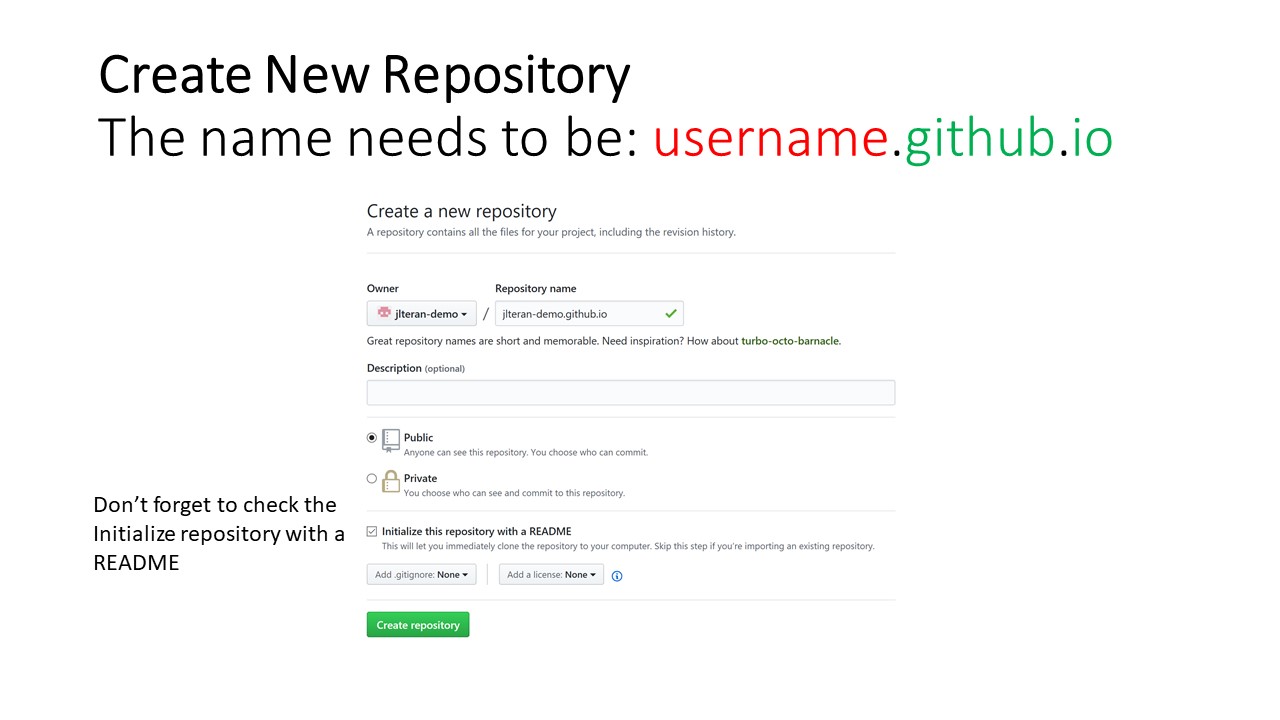 Create New Repository
The name needs to be: username.github.io
Create a new repository
A repository contains all the files for your project, including the revision history.
Owner
Repository name
jlteran-demo / jlteran-demo.github.io
Great repository names are short and memorable. Need inspiration? How about turbo-octo-barnacle.
Description (optional)
Public
Anyone can see this repository. You choose who can commit.
Private
You choose who can see and commit to this repository.
Don’t forget to check the
Initialize repository with a
README
Initialize this repository with a README
This will let you immediately clone the repository to your computer. Skip this step if you’re importing an existing repository.
Add .gitignore: None
Add a license: None
Create repository